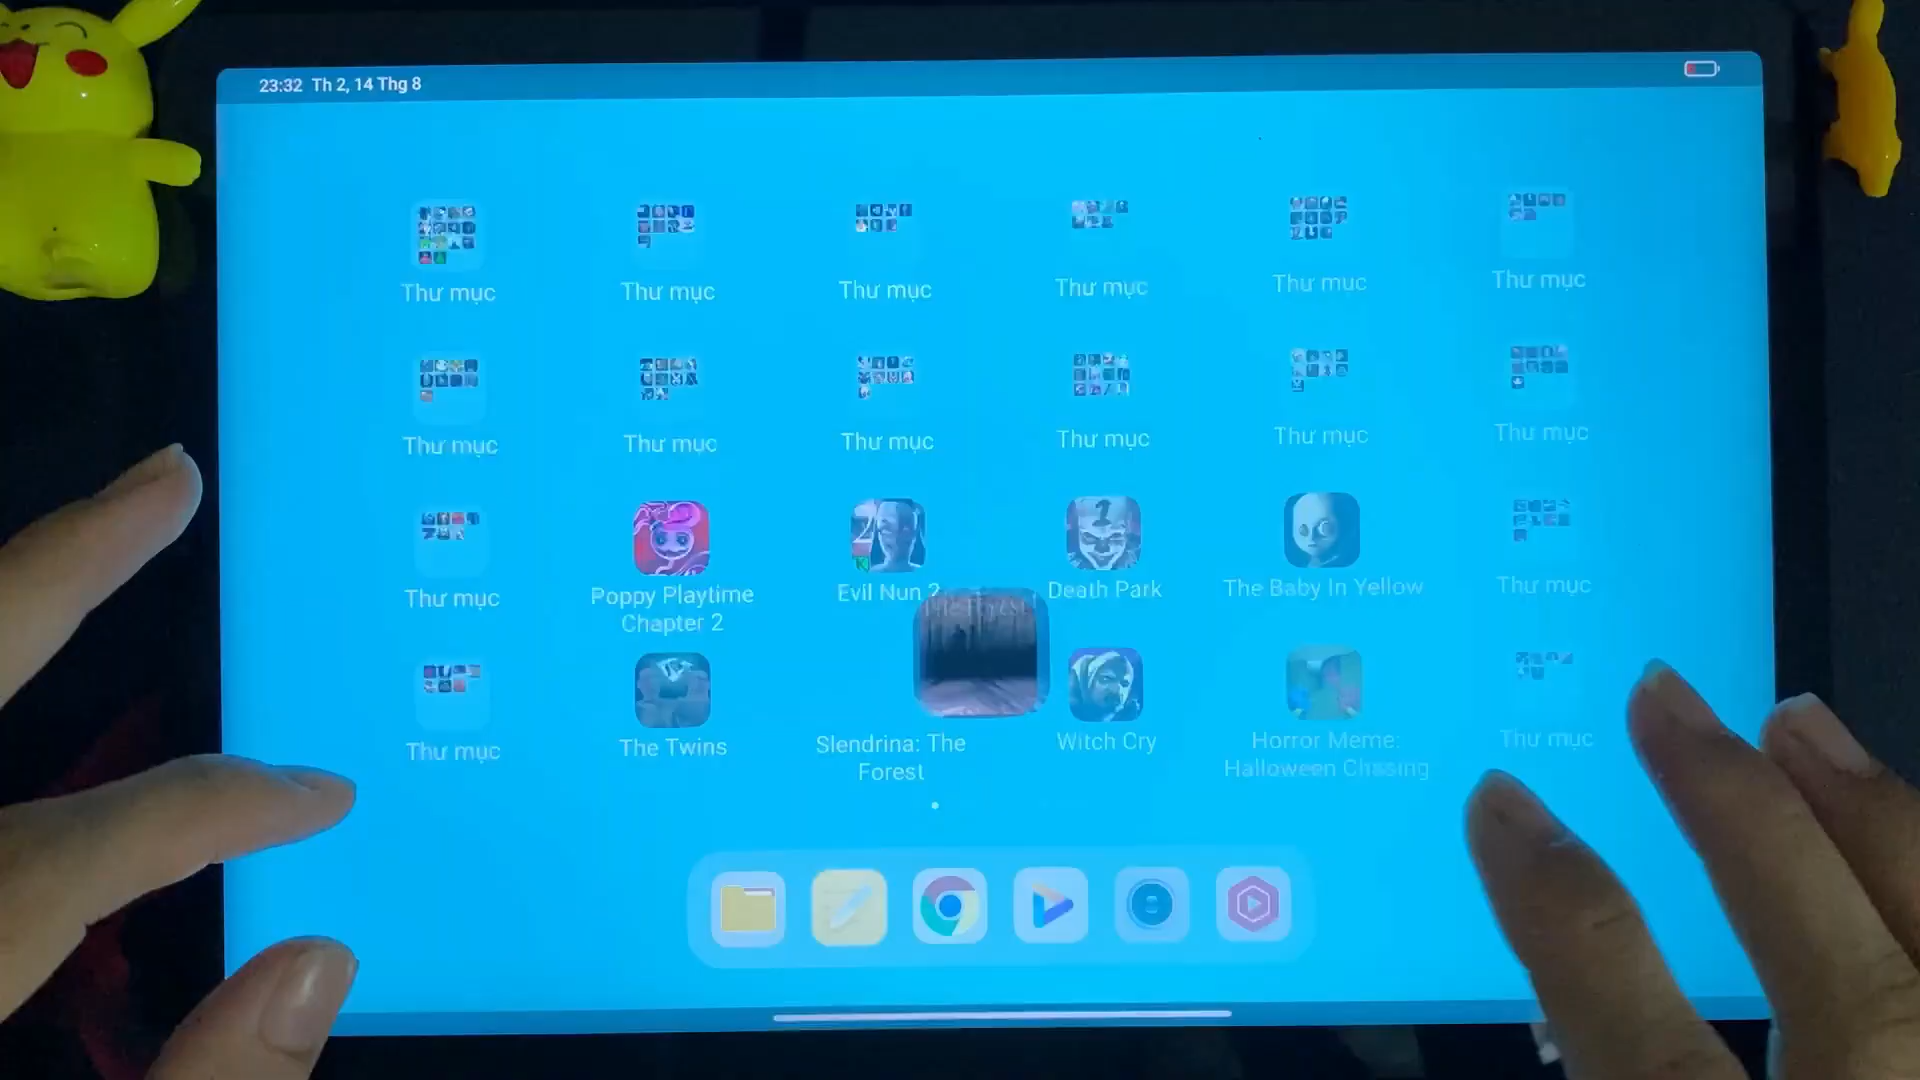 23:32 Th 2, 14 Thg 8
Thư mục
Thư mục
Thư mục
Thư mục
Thư mục
Thư mục
Thư mục
Thư mục
Thư mục
Thư mục
Thư mục
Thư mục
Thư mục
Poppy Playtime
Chapter 2
Evil Nun 2
Death Park
The Baby In Yellow
Thư mục
Thư mục
The Twins
Slendrina: The
Forest
Witch Cry
Horror Meme:
Halloween Chasing
Thư mục